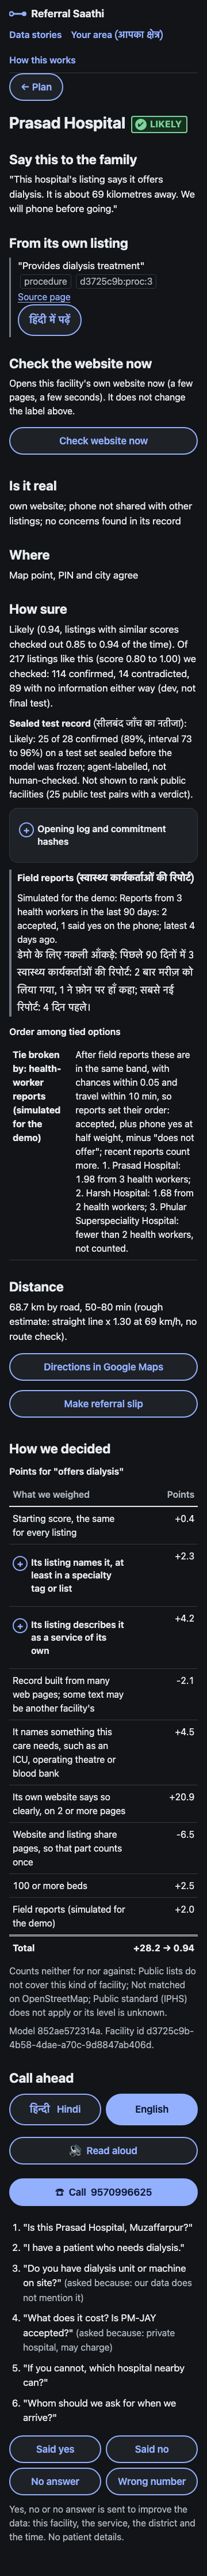 Referral Saathi
Data stories Your area (आपका क्षेत्र)
How this works
← Plan
Prasad Hospital LIKELY
Say this to the family
"This hospital's listing says it offers
dialysis. It is about 69 kilometres away. We
will phone before going."
From its own listing
"Provides dialysis treatment"
procedure d3725c9b:proc:3
Source page
हिंदी में पढ़ें
Check the website now
Opens this facility's own website now (a few
pages, a few seconds). It does not change
the label above.
Check website now
Is it real
own website; phone not shared with other
listings; no concerns found in its record
Where
Map point, PIN and city agree
How sure
Likely (0.94, listings with similar scores
checked out 0.85 to 0.94 of the time). Of
217 listings like this (score 0.80 to 1.00) we
checked: 114 confirmed, 14 contradicted,
89 with no information either way (dev, not
final test).
Sealed test record (सीलबंद जाँच का नतीजा):
Likely: 25 of 28 confirmed (89%, interval 73
to 96%) on a test set sealed before the
model was frozen; agent-labelled, not
human-checked. Not shown to rank public
facilities (25 public test pairs with a verdict).
+ Opening log and commitment
hashes
Field reports (स्वास्थ्य कार्यकर्ताओं की रिपोर्ट)
Simulated for the demo: Reports from 3
health workers in the last 90 days: 2
accepted, 1 said yes on the phone; latest 4
days ago.
डेमो के लिए नकली आँकड़े: पिछले 90 दिनों में 3
स्वास्थ्य कार्यकर्ताओं की रिपोर्ट: 2 बार मरीज़ को
लिया गया, 1 ने फ़ोन पर हाँ कहा; सबसे नई
रिपोर्ट: 4 दिन पहले।
Order among tied options
Tie broken
by: health-
worker
reports
(simulated
for the
demo)
After field reports these are
in the same band, with
chances within 0.05 and
travel within 10 min, so
reports set their order:
accepted, plus phone yes at
half weight, minus "does not
offer"; recent reports count
more. 1. Prasad Hospital:
1.98 from 3 health workers;
2. Harsh Hospital: 1.68 from
2 health workers; 3. Phular
Superspeciality Hospital:
fewer than 2 health workers,
not counted.
Distance
68.7 km by road, 50-80 min (rough
estimate: straight line x 1.30 at 69 km/h, no
route check).
Directions in Google Maps
Make referral slip
How we decided
Points for "offers dialysis"
What we weighed Points
Starting score, the same
for every listing +0.4
+ Its listing names it, at
least in a specialty
tag or list +2.3
+ Its listing describes it
as a service of its
own +4.2
Record built from many
web pages; some text may
be another facility's -2.1
It names something this
care needs, such as an
ICU, operating theatre or
blood bank +4.5
Its own website says so
clearly, on 2 or more pages +20.9
Website and listing share
pages, so that part counts
once -6.5
100 or more beds +2.5
Field reports (simulated for
the demo) +2.0
Total +28.2 → 0.94
Counts neither for nor against: Public lists do
not cover this kind of facility; Not matched
on OpenStreetMap; Public standard (IPHS)
does not apply or its level is unknown.
Model 852ae572314a. Facility id d3725c9b-
4b58-4dae-a70c-9d8847ab406d.
Call ahead
हिन्दी Hindi English
Read aloud
☎ Call 9570996625
1. "Is this Prasad Hospital, Muzaffarpur?"
2. "I have a patient who needs dialysis."
3. "Do you have dialysis unit or machine
on site?" (asked because: our data does
not mention it)
4. "What does it cost? Is PM-JAY
accepted?" (asked because: private
hospital, may charge)
5. "If you cannot, which hospital nearby
can?"
6. "Whom should we ask for when we
arrive?"
Said yes Said no
No answer Wrong number
Yes, no or no answer is sent to improve the
data: this facility, the service, the district and
the time. No patient details.